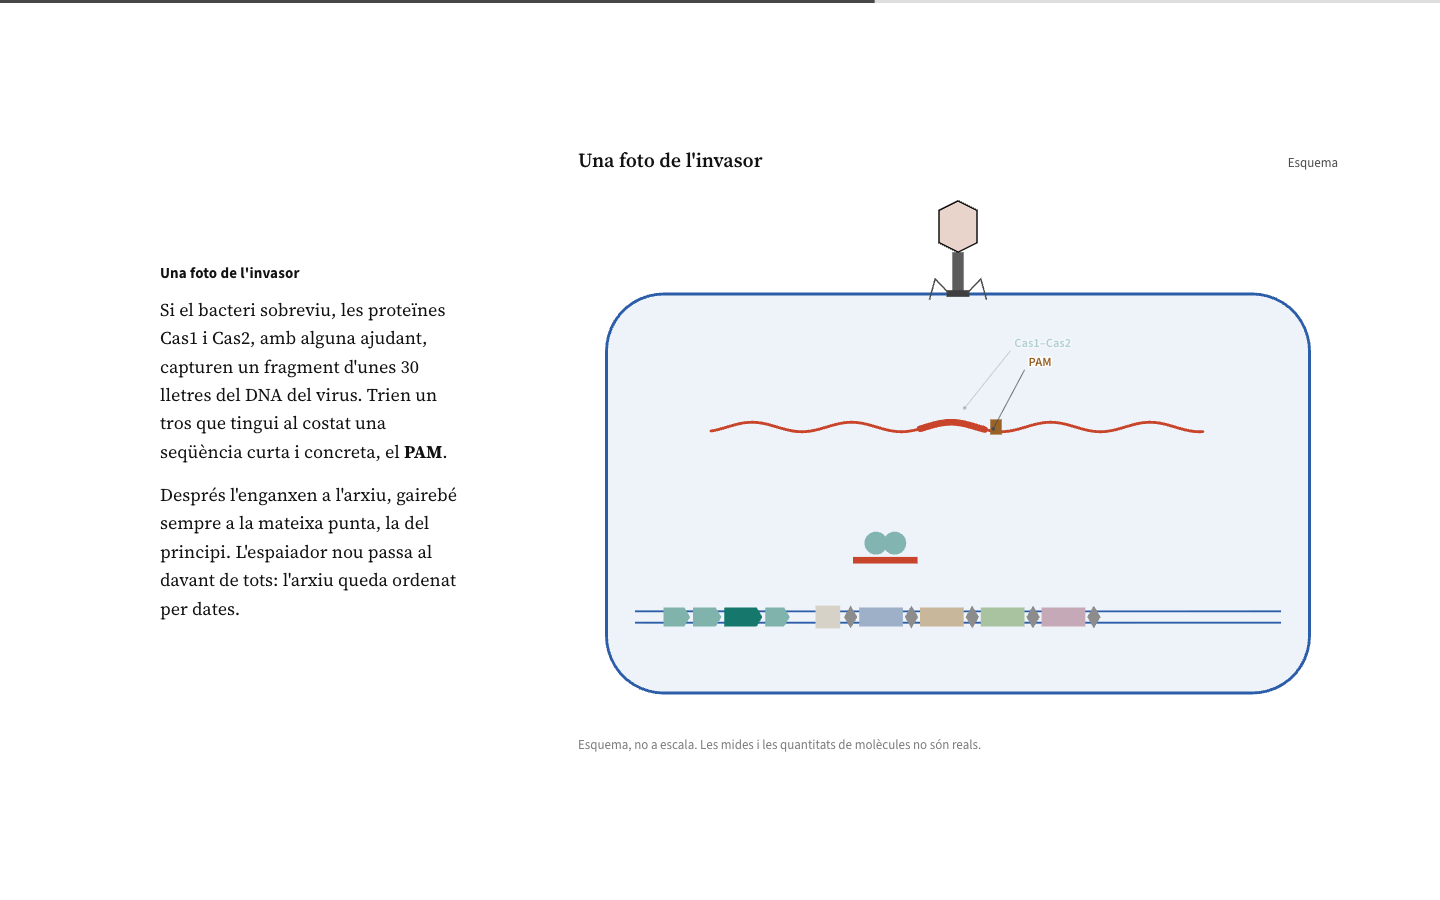 Una foto de l'invasor
Esquema
Una foto de l'invasor
Si el bacteri sobreviu, les proteïnes
Cas1 i Cas2, amb alguna ajudant,
capturen un fragment d'unes 30
lletres del DNA del virus. Trien un
tros que tingui al costat una
seqüència curta i concreta, el PAM.
Després l'enganxen a l'arxiu, gairebé
sempre a la mateixa punta, la del
principi. L'espaiador nou passa al
davant de tots: l'arxiu queda ordenat
per dates.
Cas1–Cas2
PAM
Esquema, no a escala. Les mides i les quantitats de molècules no són reals.